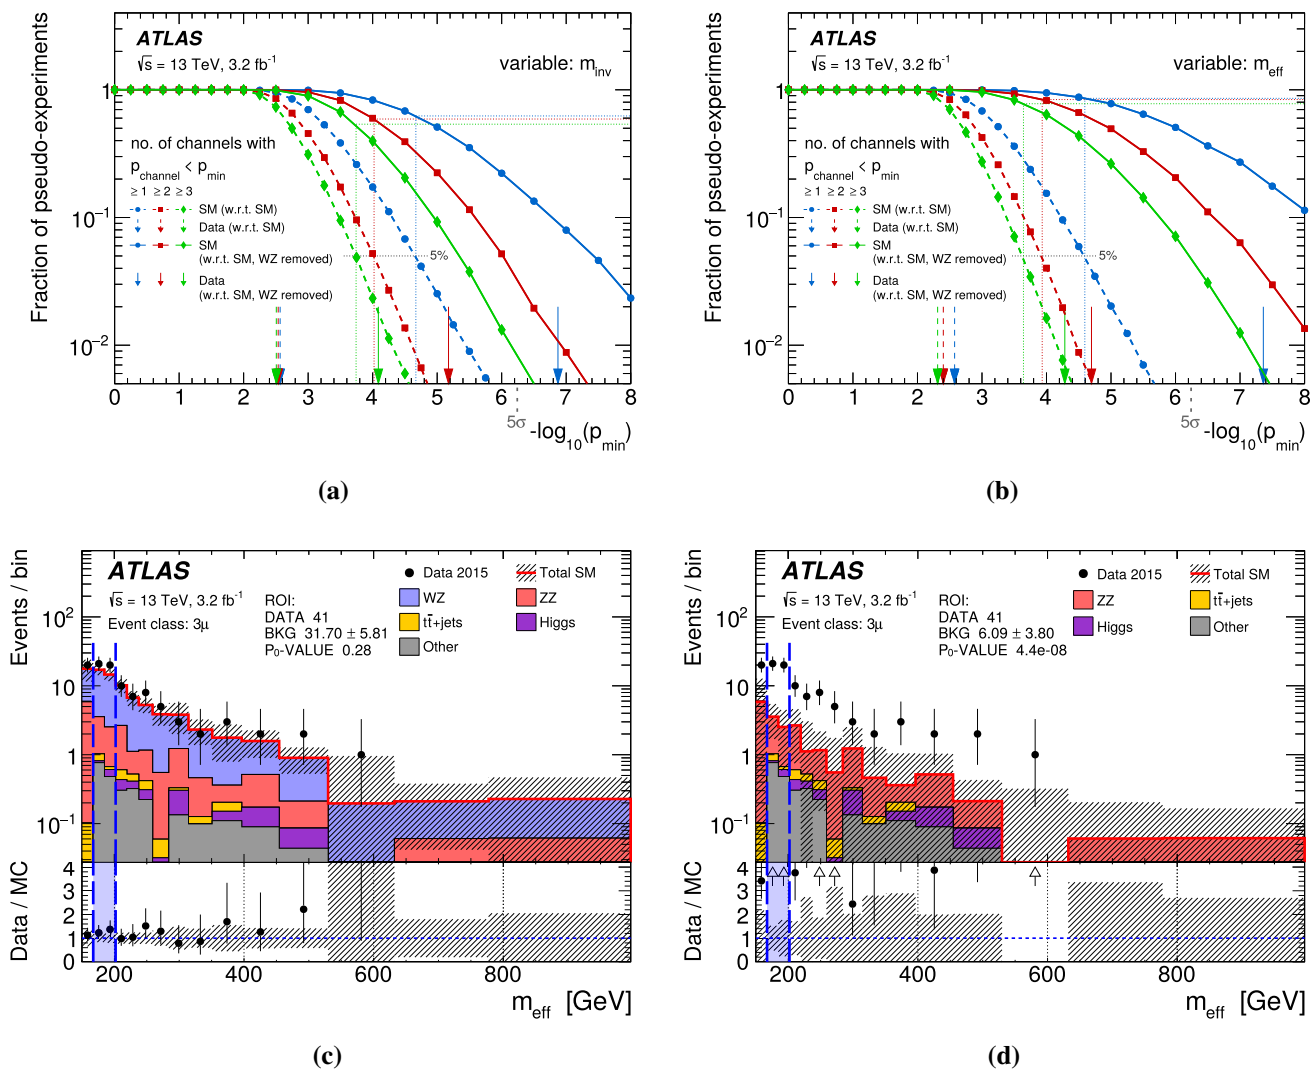 ATLAS
√s = 13 TeV, 3.2 fb-1
variable: m_inv
no. of channels with
p_channel < p_min
≥ 1 ≥ 2 ≥ 3
SM (w.r.t. SM)
Data (w.r.t. SM)
SM
(w.r.t. SM, WZ removed)
Data
(w.r.t. SM, WZ removed)
5%
Fraction of pseudo-experiments
1
10^-1
10^-2
0 1 2 3 4 5 6 7 8
5σ
-log10(p_min)
(a)
ATLAS
√s = 13 TeV, 3.2 fb-1
variable: m_eff
no. of channels with
p_channel < p_min
≥ 1 ≥ 2 ≥ 3
SM (w.r.t. SM)
Data (w.r.t. SM)
SM
(w.r.t. SM, WZ removed)
Data
(w.r.t. SM, WZ removed)
5%
Fraction of pseudo-experiments
1
10^-1
10^-2
0 1 2 3 4 5 6 7 8
5σ
-log10(p_min)
(b)
ATLAS
√s = 13 TeV, 3.2 fb-1
Event class: 3μ
ROI:
DATA 41
BKG 31.70 ± 5.81
P0-VALUE 0.28
Data 2015
Total SM
WZ
ZZ
tt̄+jets
Higgs
Other
Events / bin
10^2
10
1
10^-1
Data / MC
4
3
2
1
0
200 400 600 800
m_eff [GeV]
(c)
ATLAS
√s = 13 TeV, 3.2 fb-1
Event class: 3μ
ROI:
DATA 41
BKG 6.09 ± 3.80
P0-VALUE 4.4e-08
Data 2015
Total SM
ZZ
tt̄+jets
Higgs
Other
Events / bin
10^2
10
1
10^-1
Data / MC
4
3
2
1
0
200 400 600 800
m_eff [GeV]
(d)